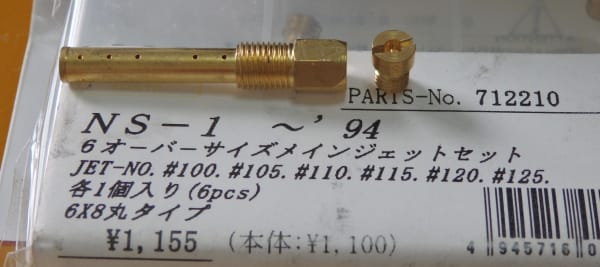 PARTS-No. 712210
NS-1 ～'94
6オーバーサイズメインジェットセット
JET-NO. #100. #105. #110. #115. #120. #125.
各1個入り(6pcs)
6X8丸タイプ
¥1,155 (本体:¥1,100)
4 945716 0